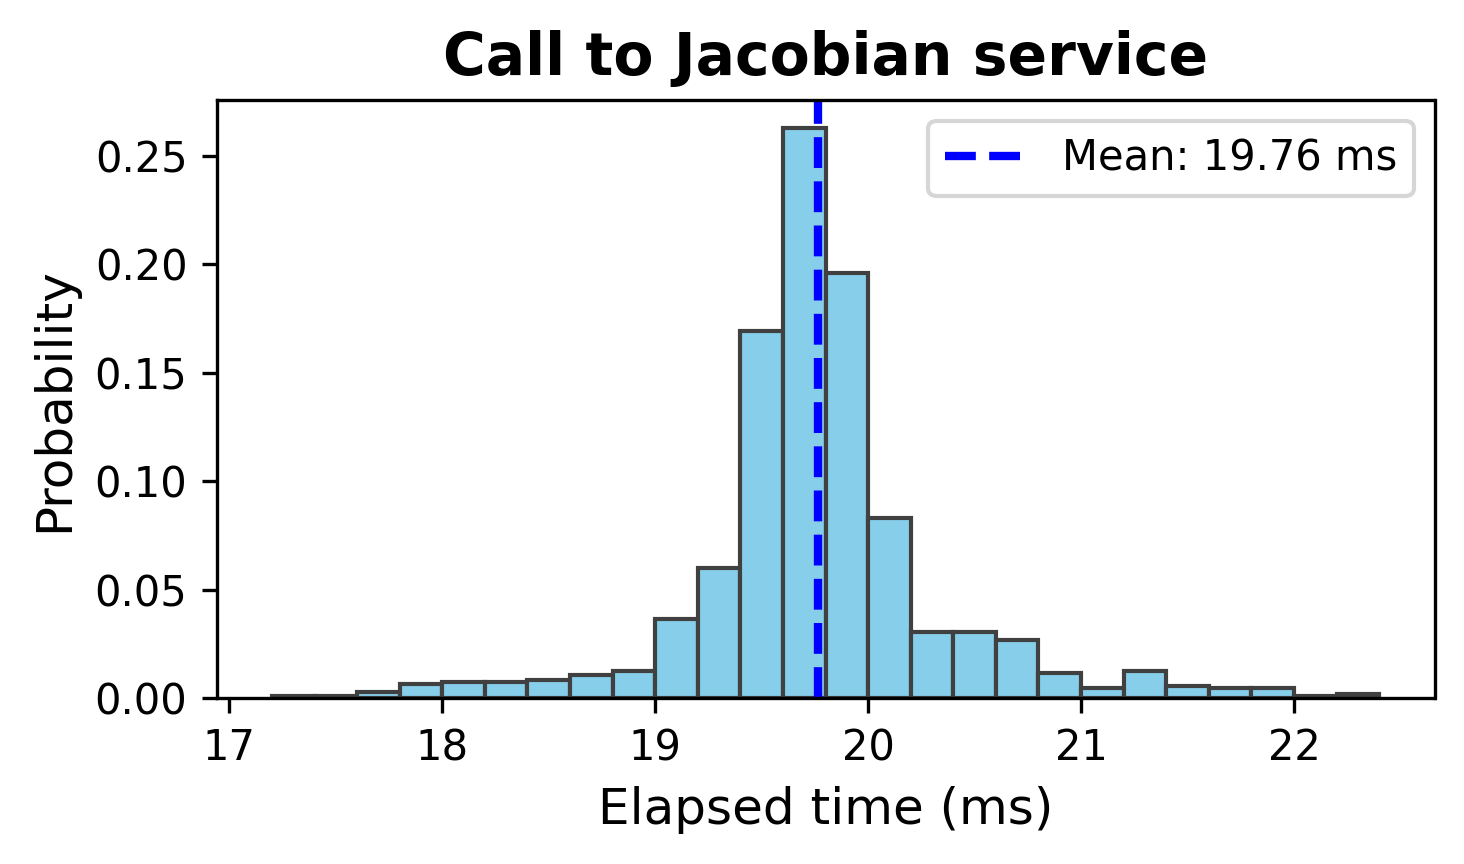 Call to Jacobian service
Mean: 19.76 ms
Probability
0.25
0.20
0.15
0.10
0.05
0.00
17 18 19 20 21 22
Elapsed time (ms)